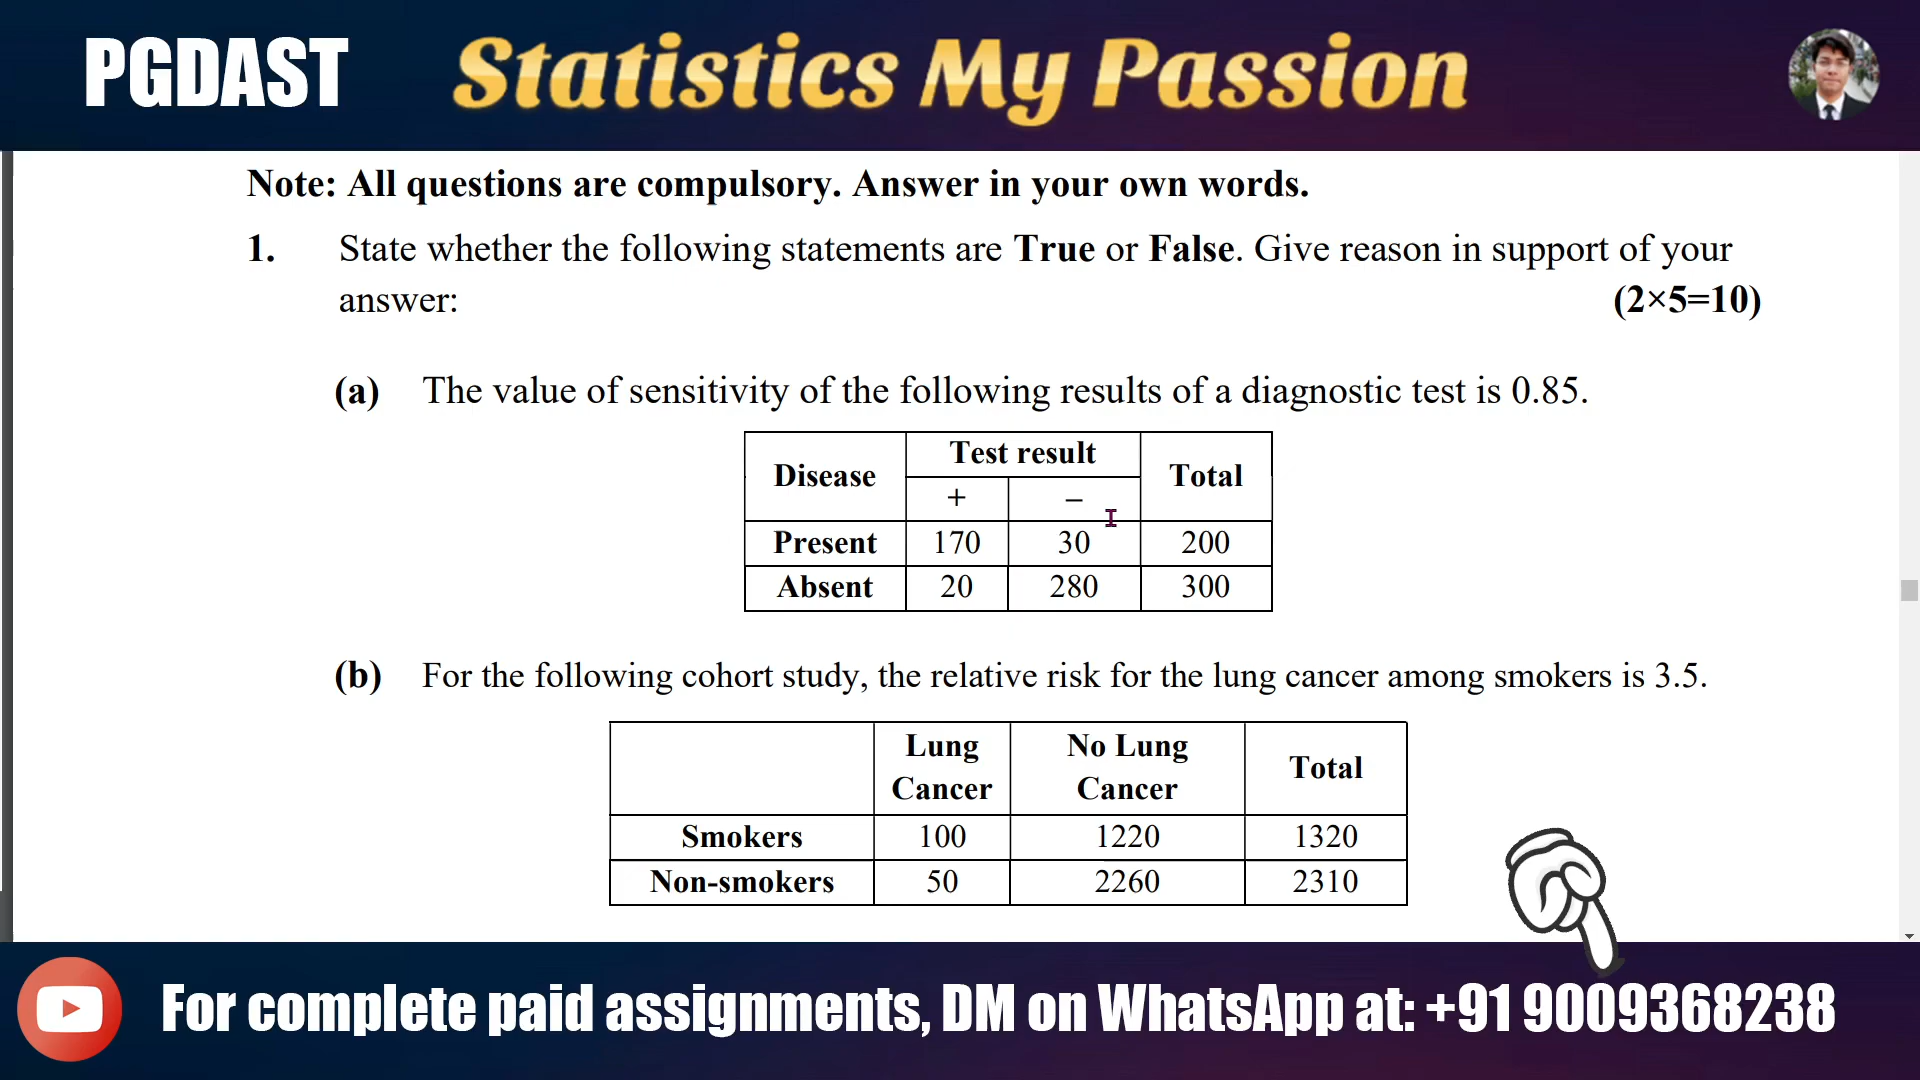 PGDAST
Statistics My Passion
Note: All questions are compulsory. Answer in your own words.
1. State whether the following statements are True or False. Give reason in support of your
answer: (2×5=10)
(a) The value of sensitivity of the following results of a diagnostic test is 0.85.
Disease Test result Total
+ −
Present 170 30 200
Absent 20 280 300
(b) For the following cohort study, the relative risk for the lung cancer among smokers is 3.5.
Lung Cancer No Lung Cancer Total
Smokers 100 1220 1320
Non-smokers 50 2260 2310
For complete paid assignments, DM on WhatsApp at: +91 9009368238